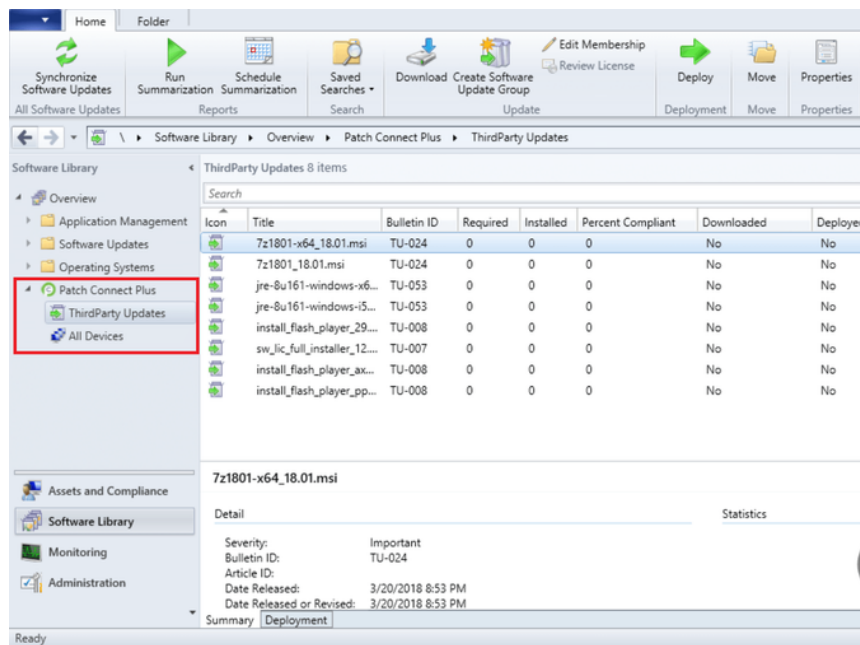 Home Folder
Synchronize Software Updates
Run Summarization
Schedule Summarization
Saved Searches
Download
Create Software Update Group
Edit Membership
Review License
Deploy
Move
Properties
All Software Updates Reports Search Update Deployment Move Properties
\ Software Library Overview Patch Connect Plus ThirdParty Updates
Software Library
Overview
Application Management
Software Updates
Operating Systems
Patch Connect Plus
ThirdParty Updates
All Devices
Assets and Compliance
Software Library
Monitoring
Administration
ThirdParty Updates 8 items
Search
Icon Title Bulletin ID Required Installed Percent Compliant Downloaded Deploye
7z1801-x64_18.01.msi TU-024 0 0 0 No No
7z1801_18.01.msi TU-024 0 0 0 No No
jre-8u161-windows-x6... TU-053 0 0 0 No No
jre-8u161-windows-i5... TU-053 0 0 0 No No
install_flash_player_29.... TU-008 0 0 0 No No
sw_lic_full_installer_12.... TU-007 0 0 0 No No
install_flash_player_ax... TU-008 0 0 0 No No
install_flash_player_pp... TU-008 0 0 0 No No
7z1801-x64_18.01.msi
Detail Statistics
Severity: Important
Bulletin ID: TU-024
Article ID:
Date Released: 3/20/2018 8:53 PM
Date Released or Revised: 3/20/2018 8:53 PM
Summary Deployment
Ready